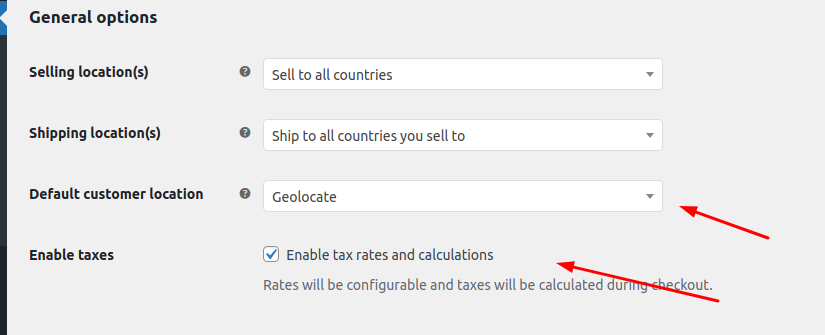 General options
Selling location(s) ? Sell to all countries
Shipping location(s) ? Ship to all countries you sell to
Default customer location ? Geolocate
Enable taxes Enable tax rates and calculations
Rates will be configurable and taxes will be calculated during checkout.